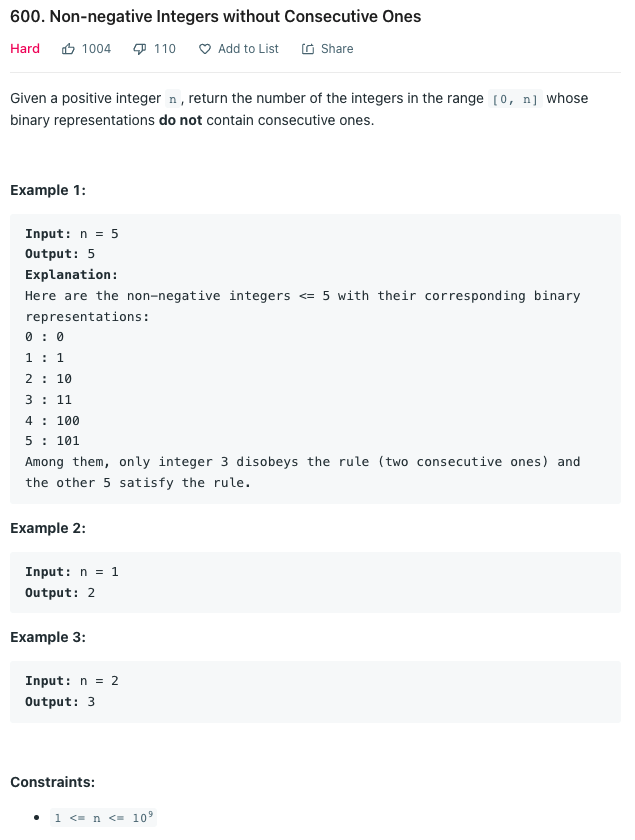 600. Non-negative Integers without Consecutive Ones
Hard 1004 110 Add to List Share
Given a positive integer n , return the number of the integers in the range [0, n] whose
binary representations do not contain consecutive ones.
Example 1:
Input: n = 5
Output: 5
Explanation:
Here are the non-negative integers <= 5 with their corresponding binary
representations:
0 : 0
1 : 1
2 : 10
3 : 11
4 : 100
5 : 101
Among them, only integer 3 disobeys the rule (two consecutive ones) and
the other 5 satisfy the rule.
Example 2:
Input: n = 1
Output: 2
Example 3:
Input: n = 2
Output: 3
Constraints:
• 1 <= n <= 10⁹